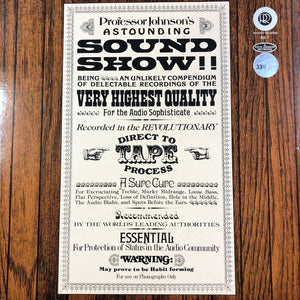 Professor Johnson's
ASTOUNDING
SOUND
SHOW!!
BEING AN UNLIKELY COMPENDIUM
OF DELECTABLE RECORDINGS OF THE
VERY HIGHEST QUALITY
For the Audio Sophisticate
Recorded in the REVOLUTIONARY
DIRECT TO
TAPE
PROCESS
A Sure Cure
For Excruciating Treble, Murky Midrange, Loose Bass,
Flat Perspective, Loss of Definition, Hole in the Middle,
The Audio Blahs, and Spots Before the Ears.
Recommended
BY THE WORLDS LEADING AUTHORITIES
ESSENTIAL
For Protection of Status in the Audio Community
WARNING:
May prove to be Habit forming
For use on Phonographs Only